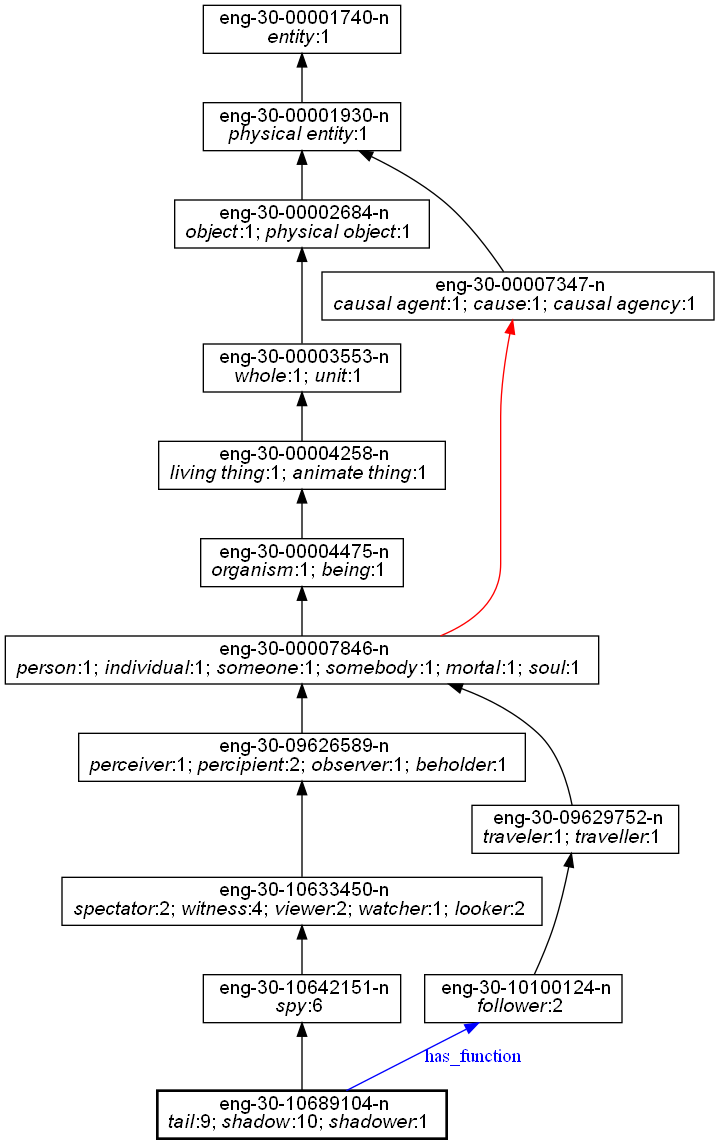 eng-30-00001740-n
entity:1
eng-30-00001930-n
physical entity:1
eng-30-00002684-n
object:1; physical object:1
eng-30-00007347-n
causal agent:1; cause:1; causal agency:1
eng-30-00003553-n
whole:1; unit:1
eng-30-00004258-n
living thing:1; animate thing:1
eng-30-00004475-n
organism:1; being:1
eng-30-00007846-n
person:1; individual:1; someone:1; somebody:1; mortal:1; soul:1
eng-30-09626589-n
perceiver:1; percipient:2; observer:1; beholder:1
eng-30-09629752-n
traveler:1; traveller:1
eng-30-10633450-n
spectator:2; witness:4; viewer:2; watcher:1; looker:2
eng-30-10642151-n
spy:6
eng-30-10100124-n
follower:2
has_function
eng-30-10689104-n
tail:9; shadow:10; shadower:1